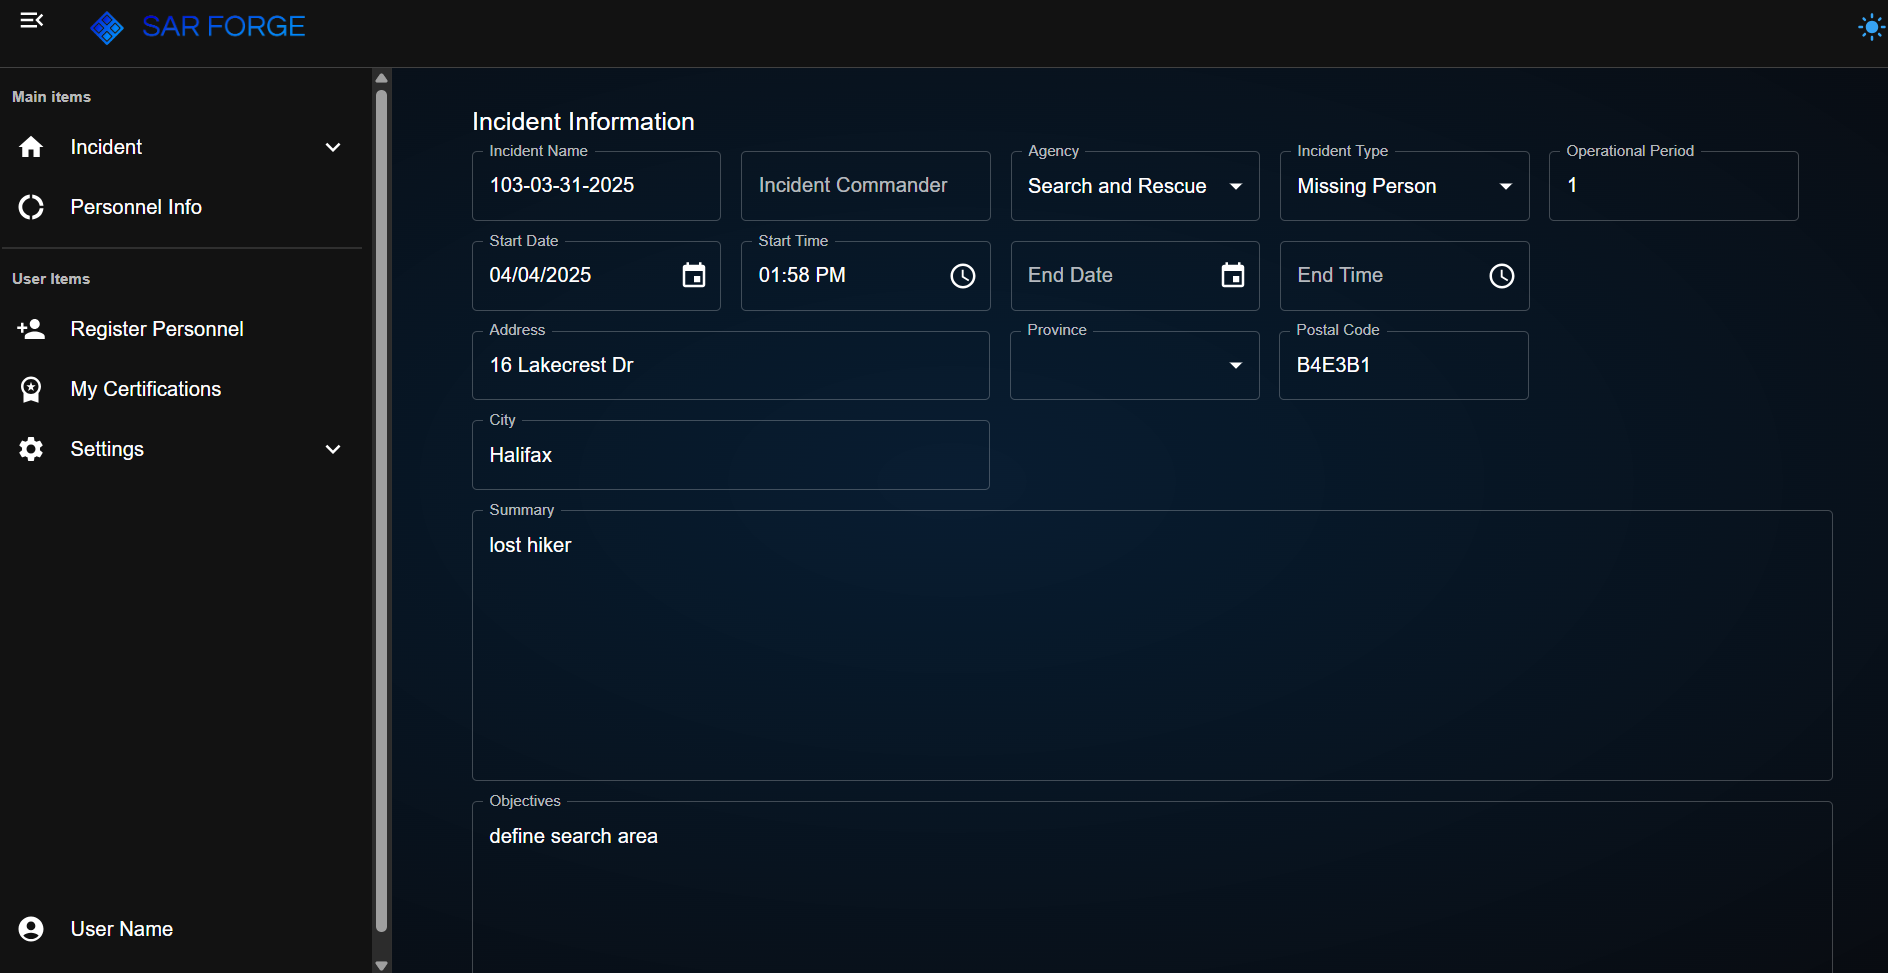 SAR FORGE
Main items
Incident
Personnel Info
User Items
Register Personnel
My Certifications
Settings
User Name
Incident Information
Incident Name
103-03-31-2025
Incident Commander
Agency
Search and Rescue
Incident Type
Missing Person
Operational Period
1
Start Date
04/04/2025
Start Time
01:58 PM
End Date
End Time
Address
16 Lakecrest Dr
Province
Postal Code
B4E3B1
City
Halifax
Summary
lost hiker
Objectives
define search area